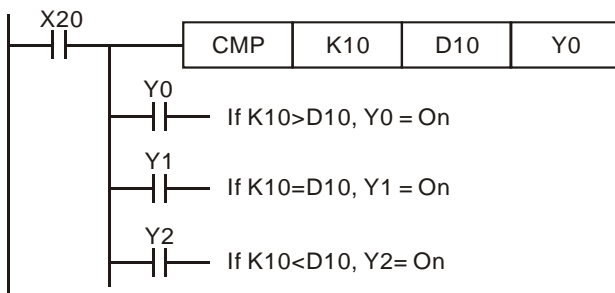 X20
CMP K10 D10 Y0
Y0
If K10>D10, Y0 = On
Y1
If K10=D10, Y1 = On
Y2
If K10<D10, Y2= On